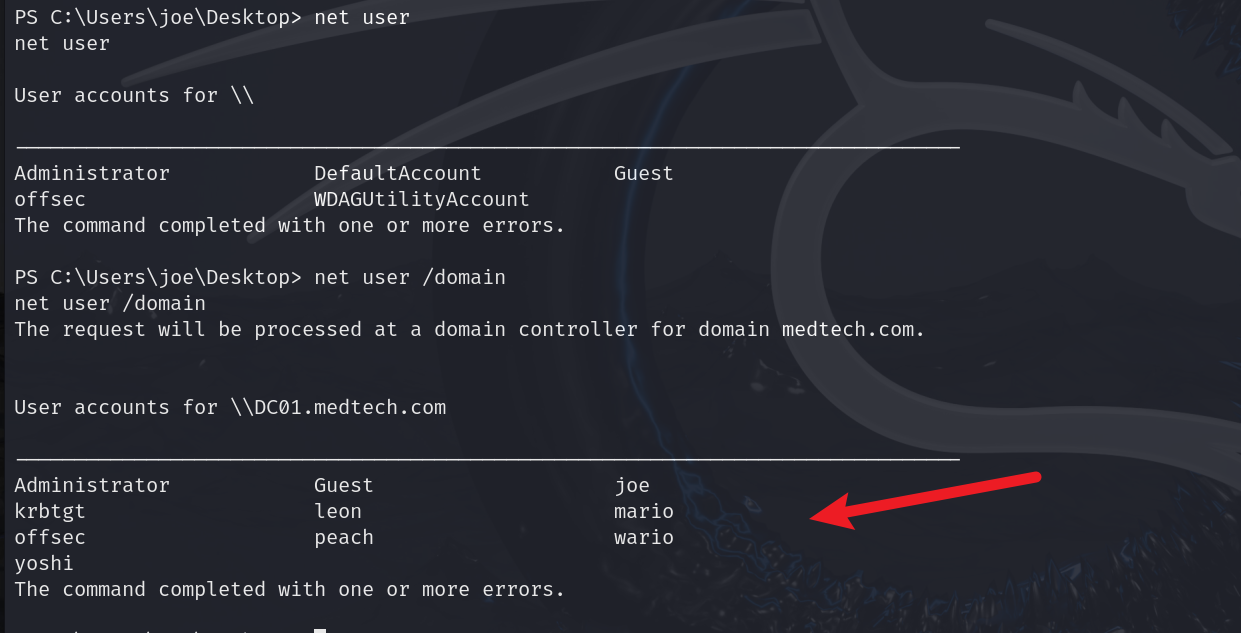 PS C:\Users\joe\Desktop> net user
net user
User accounts for \\
Administrator DefaultAccount Guest
offsec WDAGUtilityAccount
The command completed with one or more errors.
PS C:\Users\joe\Desktop> net user /domain
net user /domain
The request will be processed at a domain controller for domain medtech.com.
User accounts for \\DC01.medtech.com
Administrator Guest joe
krbtgt leon mario
offsec peach wario
yoshi
The command completed with one or more errors.